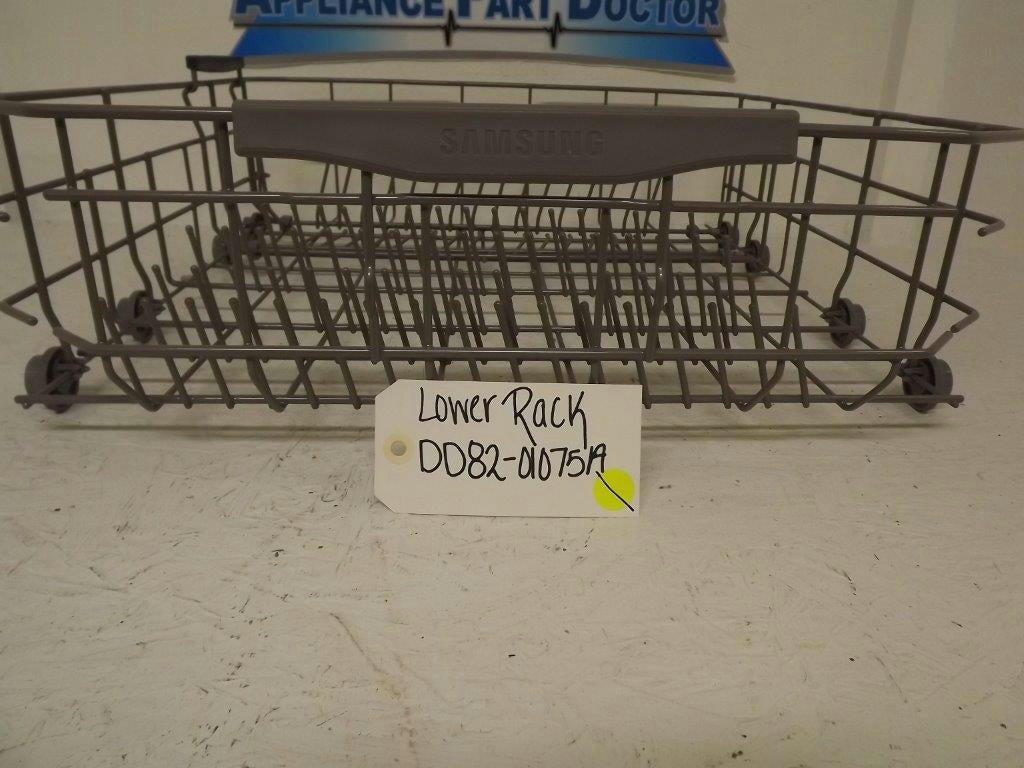 APPLIANCE PART DOCTOR
SAMSUNG
Lower Rack
DD82-01075A